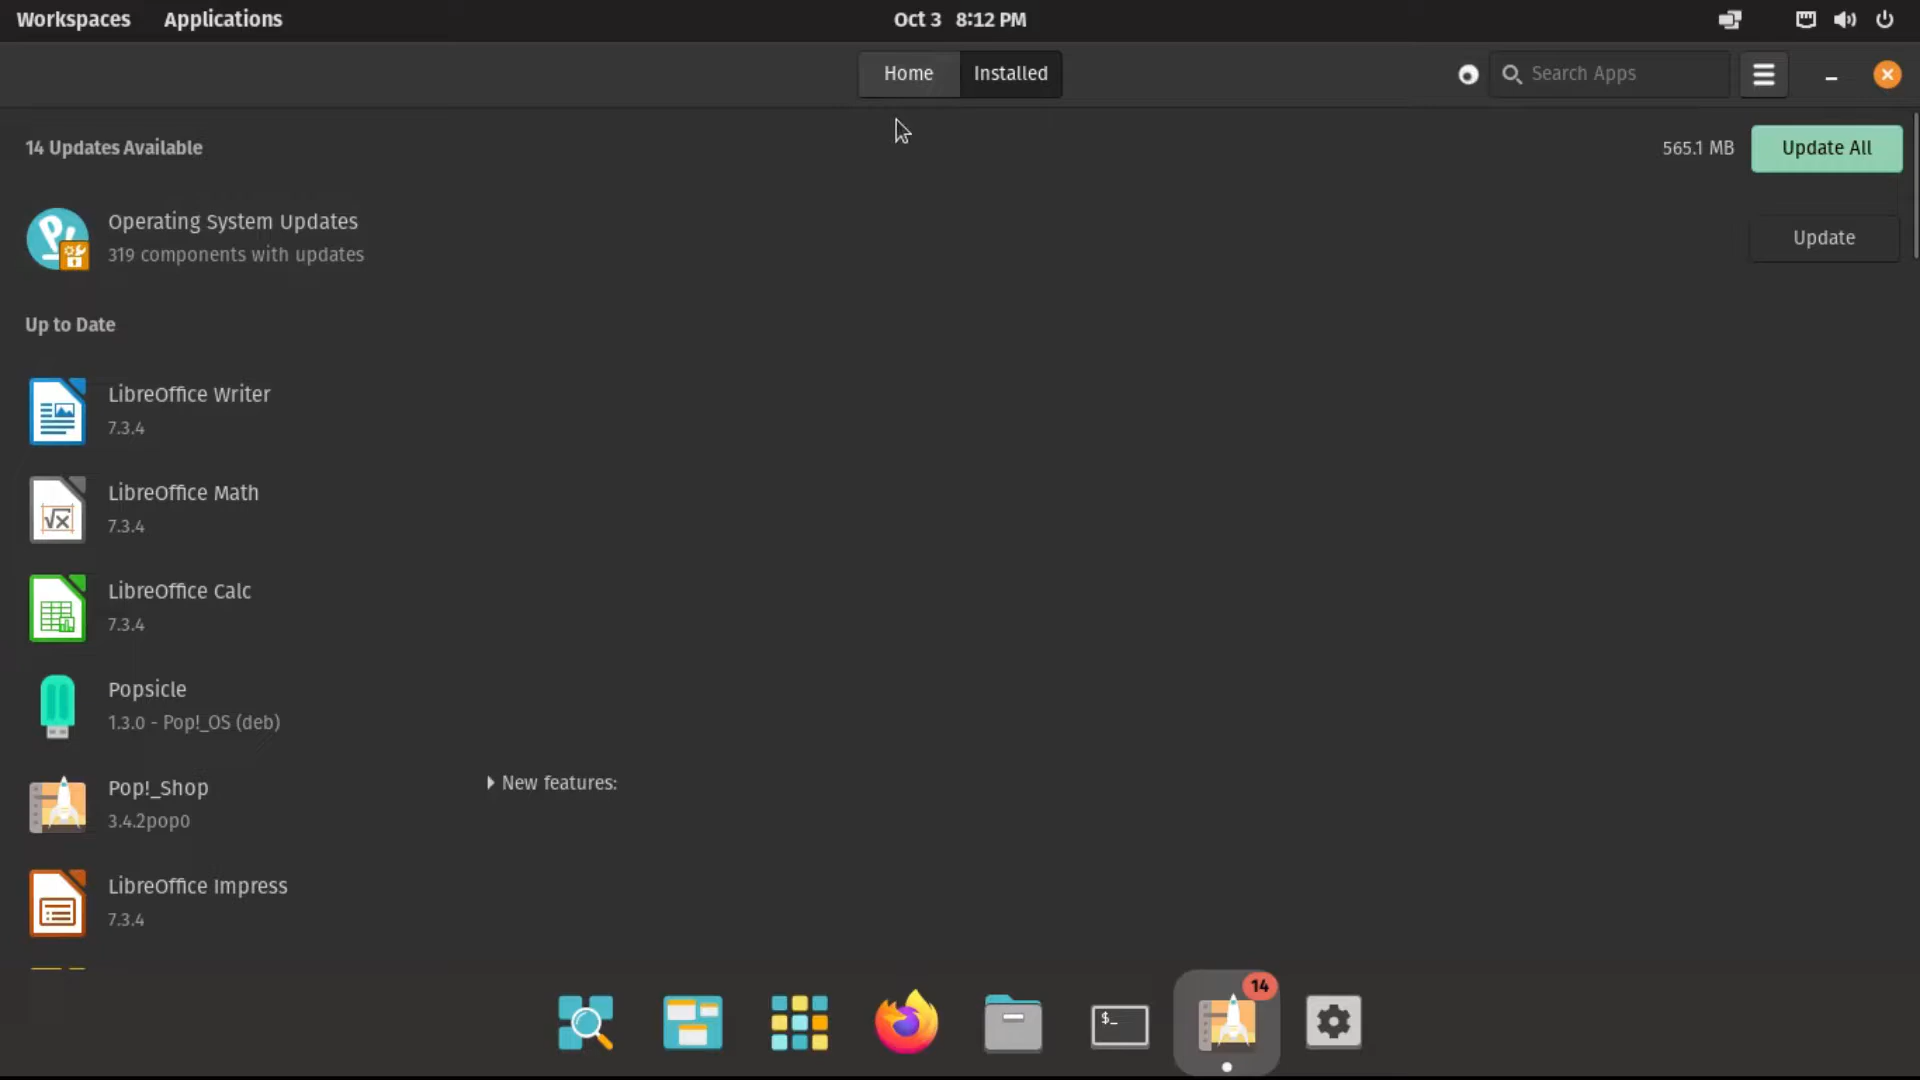 Workspaces Applications Oct 3 8:12 PM
Home Installed Search Apps
14 Updates Available 565.1 MB Update All
Operating System Updates
319 components with updates
Update
Up to Date
LibreOffice Writer
7.3.4
LibreOffice Math
7.3.4
LibreOffice Calc
7.3.4
Popsicle
1.3.0 - Pop!_OS (deb)
Pop!_Shop
3.4.2pop0
New features:
LibreOffice Impress
7.3.4
14
$_